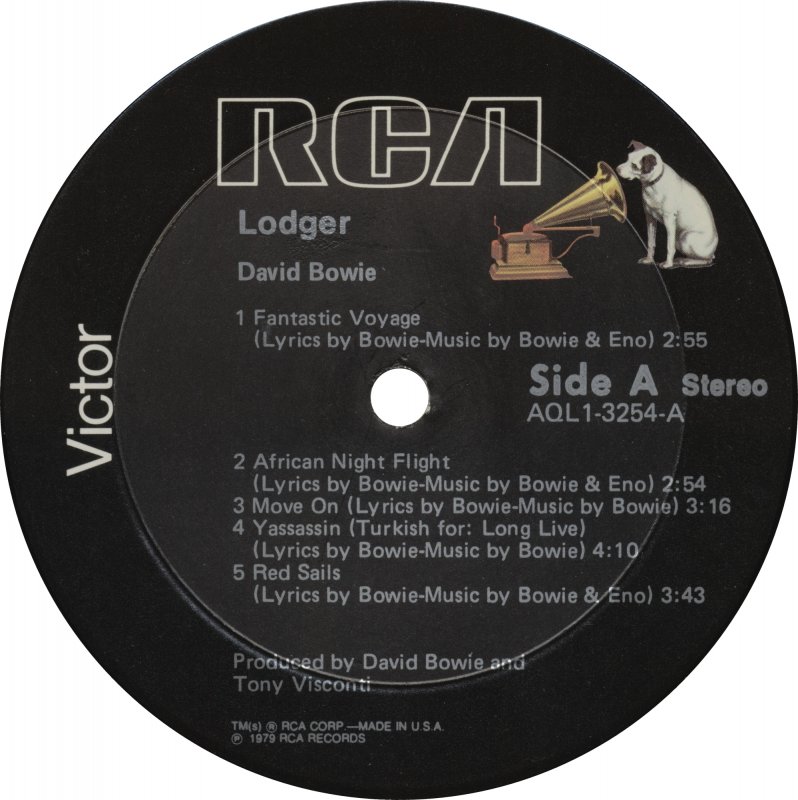 RCA
Lodger
David Bowie
1 Fantastic Voyage
(Lyrics by Bowie-Music by Bowie & Eno) 2:55
Side A Stereo
AQL1-3254-A
Victor
2 African Night Flight
(Lyrics by Bowie-Music by Bowie & Eno) 2:54
3 Move On (Lyrics by Bowie-Music by Bowie) 3:16
4 Yassassin (Turkish for: Long Live)
(Lyrics by Bowie-Music by Bowie) 4:10
5 Red Sails
(Lyrics by Bowie-Music by Bowie & Eno) 3:43
Produced by David Bowie and
Tony Visconti
TM(s) ® RCA CORP.—MADE IN U.S.A.
℗ 1979 RCA RECORDS